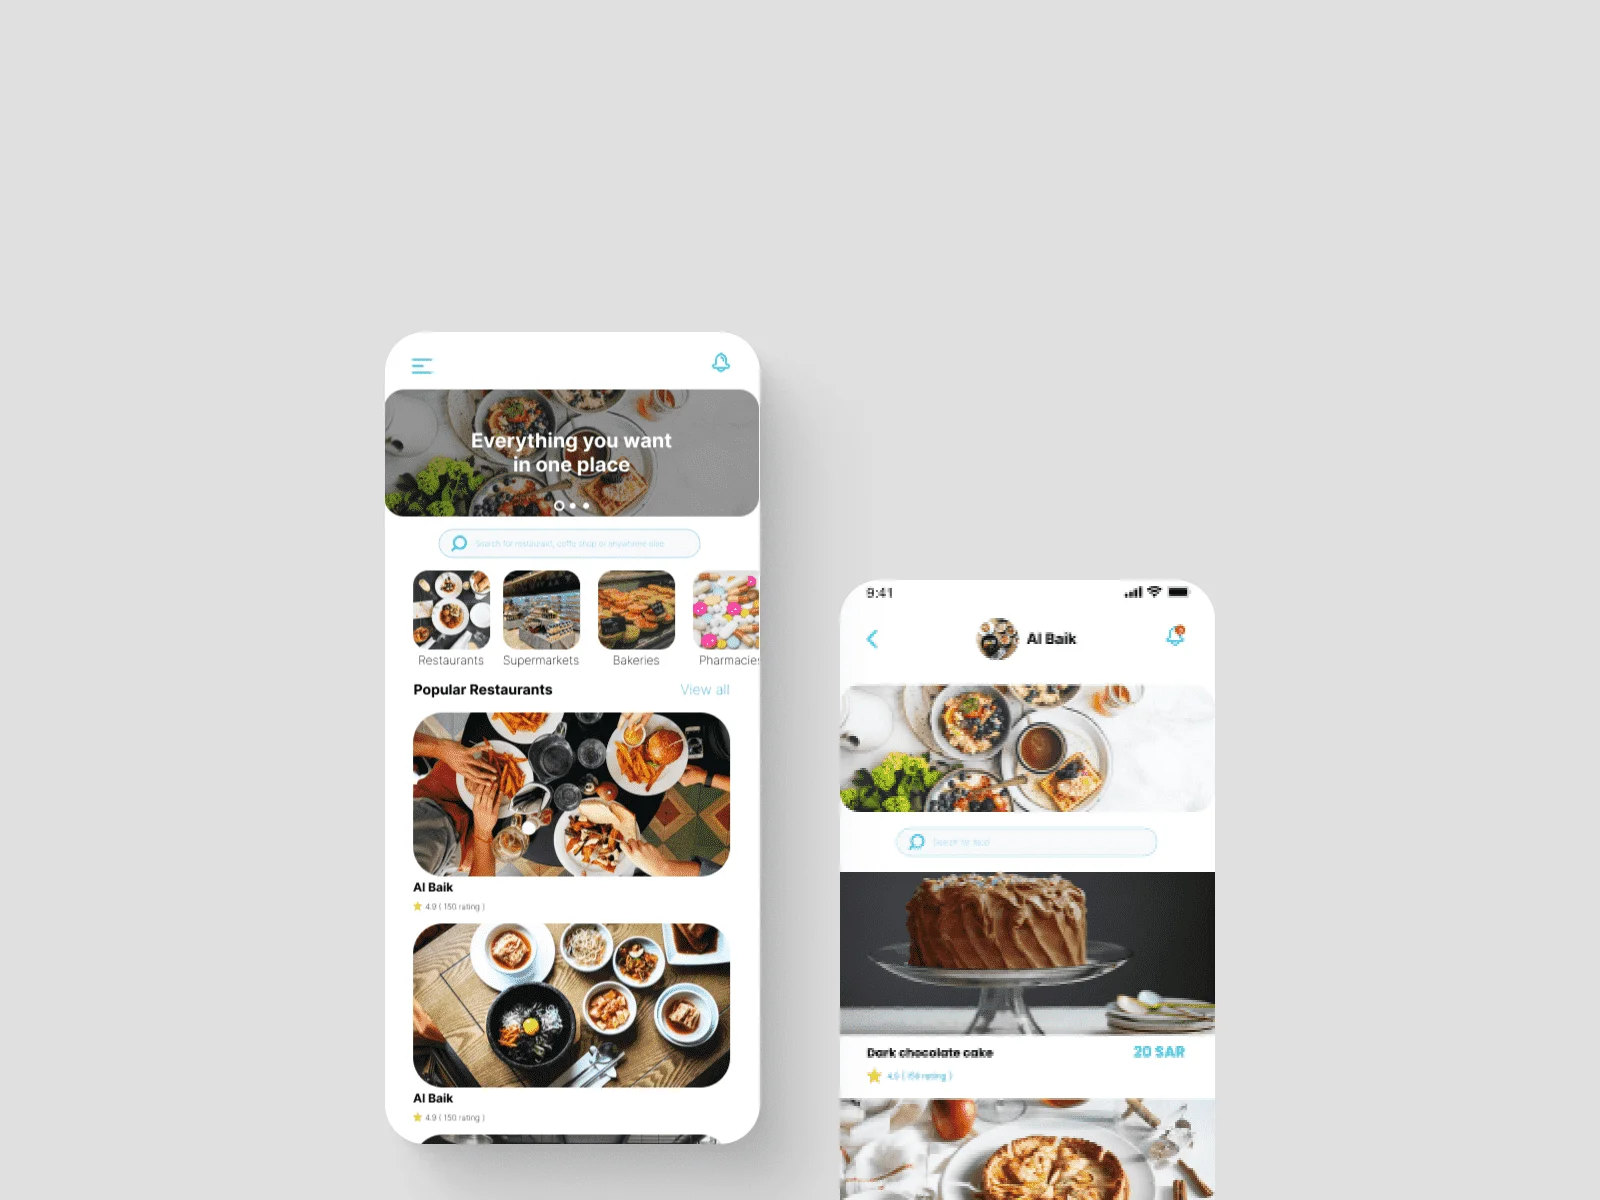 Everything you want
in one place
Search for restaurant, coffe shop or anywhere else
Restaurants
Supermarkets
Bakeries
Pharmacies
Popular Restaurants
View all
Al Baik
4.9 ( 150 rating )
Al Baik
4.9 ( 150 rating )
9:41
Al Baik
Search for food
Dark chocolate cake
20 SAR
4.9 ( 150 rating )